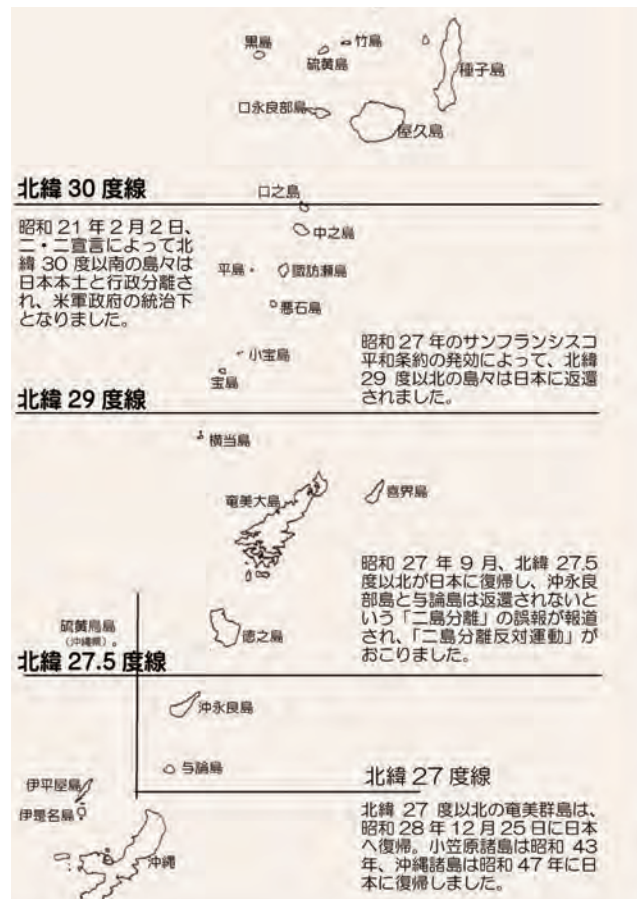 黒島
竹島
硫黄島
種子島
口永良部島
屋久島
北緯 30 度線
口之島
昭和 21 年 2 月 2 日、
二・二宣言によって北
緯 30 度以南の島々は
日本本土と行政分離さ
れ、米軍政府の統治下
となりました。
中之島
平島
諏訪瀬島
悪石島
小宝島
宝島
昭和 27 年のサンフランシスコ
平和条約の発効によって、北緯
29 度以北の島々は日本に返還
されました。
北緯 29 度線
横当島
奄美大島
喜界島
昭和 27 年 9 月、北緯 27.5
度以北が日本に復帰し、沖永良
部島と与論島は返還されないと
いう「二島分離」の誤報が報道
され、「二島分離反対運動」が
おこりました。
硫黄鳥島
(沖縄県)
徳之島
北緯 27.5 度線
沖永良島
与論島
北緯 27 度線
伊平屋島
伊是名島
沖縄
北緯 27 度以北の奄美群島は、
昭和 28 年 12 月 25 日に日本
へ復帰。小笠原諸島は昭和 43
年、沖縄諸島は昭和 47 年に日
本に復帰しました。